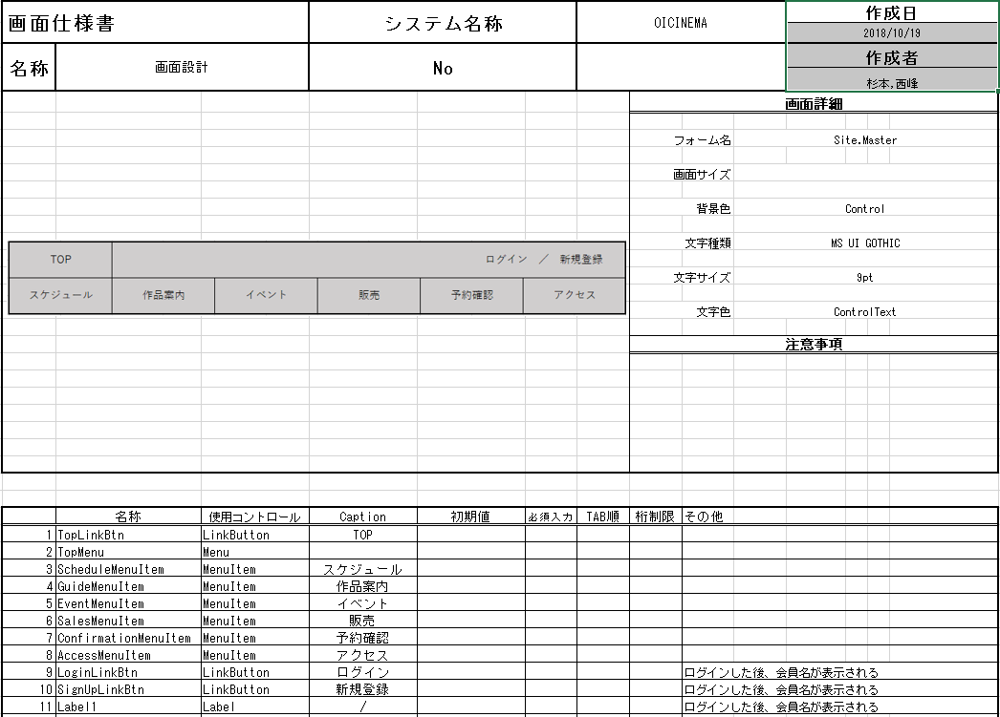 画面仕様書 システム名称 OICINEMA 作成日
2018/10/19
名称 画面設計 No 作成者
杉本,西峰
画面詳細
フォーム名 Site.Master
画面サイズ
背景色 Control
文字種類 MS UI GOTHIC
文字サイズ 9pt
文字色 ControlText
注意事項
TOP ログイン ／ 新規登録
スケジュール 作品案内 イベント 販売 予約確認 アクセス
名称 使用コントロール Caption 初期値 必須入力 TAB順 桁制限 その他
1 TopLinkBtn LinkButton TOP
2 TopMenu Menu
3 ScheduleMenuItem MenuItem スケジュール
4 GuideMenuItem MenuItem 作品案内
5 EventMenuItem MenuItem イベント
6 SalesMenuItem MenuItem 販売
7 ConfirmationMenuItem MenuItem 予約確認
8 AccessMenuItem MenuItem アクセス
9 LoginLinkBtn LinkButton ログイン ログインした後、会員名が表示される
10 SignUpLinkBtn LinkButton 新規登録 ログインした後、会員名が表示される
11 Label1 Label / ログインした後、会員名が表示される